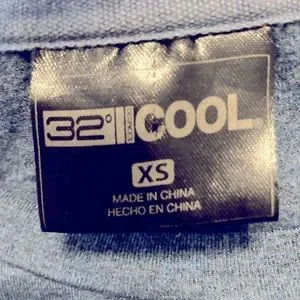 32° COOL®
XS
MADE IN CHINA
HECHO EN CHINA